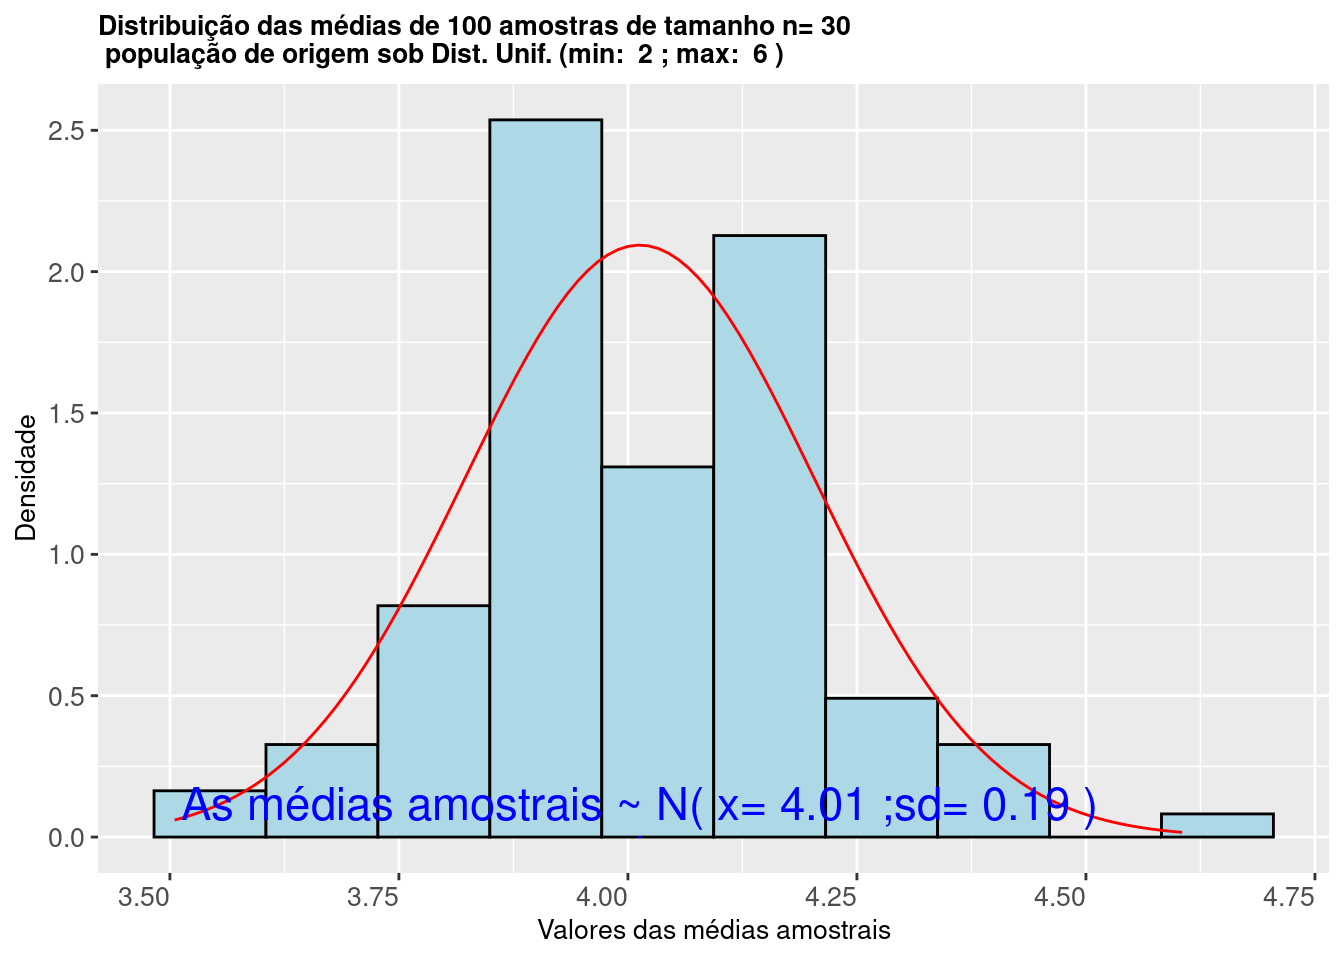 Distribuição das médias de 100 amostras de tamanho n= 30
população de origem sob Dist. Unif. (min:  2 ; max:  6 )
2.5
2.0
1.5
1.0
0.5
0.0
Densidade
As médias amostrais ~ N( x= 4.01 ;sd= 0.19 )
3.50 3.75 4.00 4.25 4.50 4.75
Valores das médias amostrais